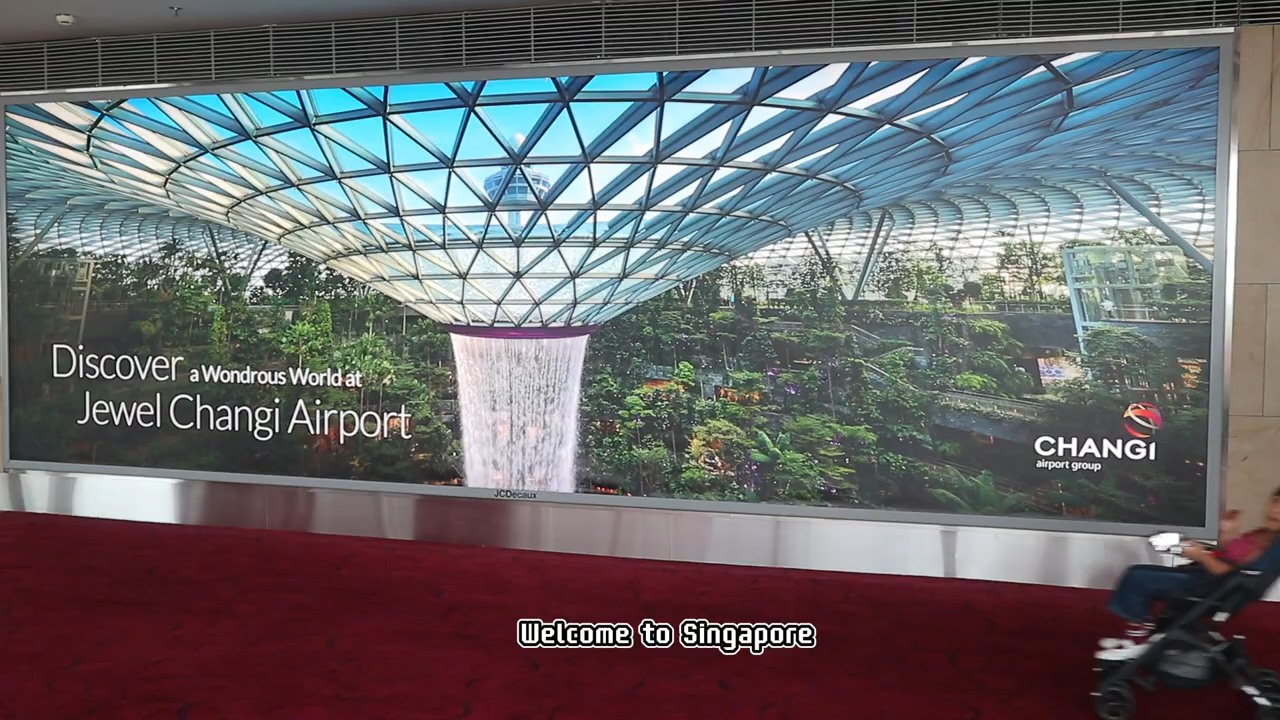 Discover a Wondrous World at
Jewel Changi Airport
CHANGI
airport group
JCDecaux
Welcome to Singapore